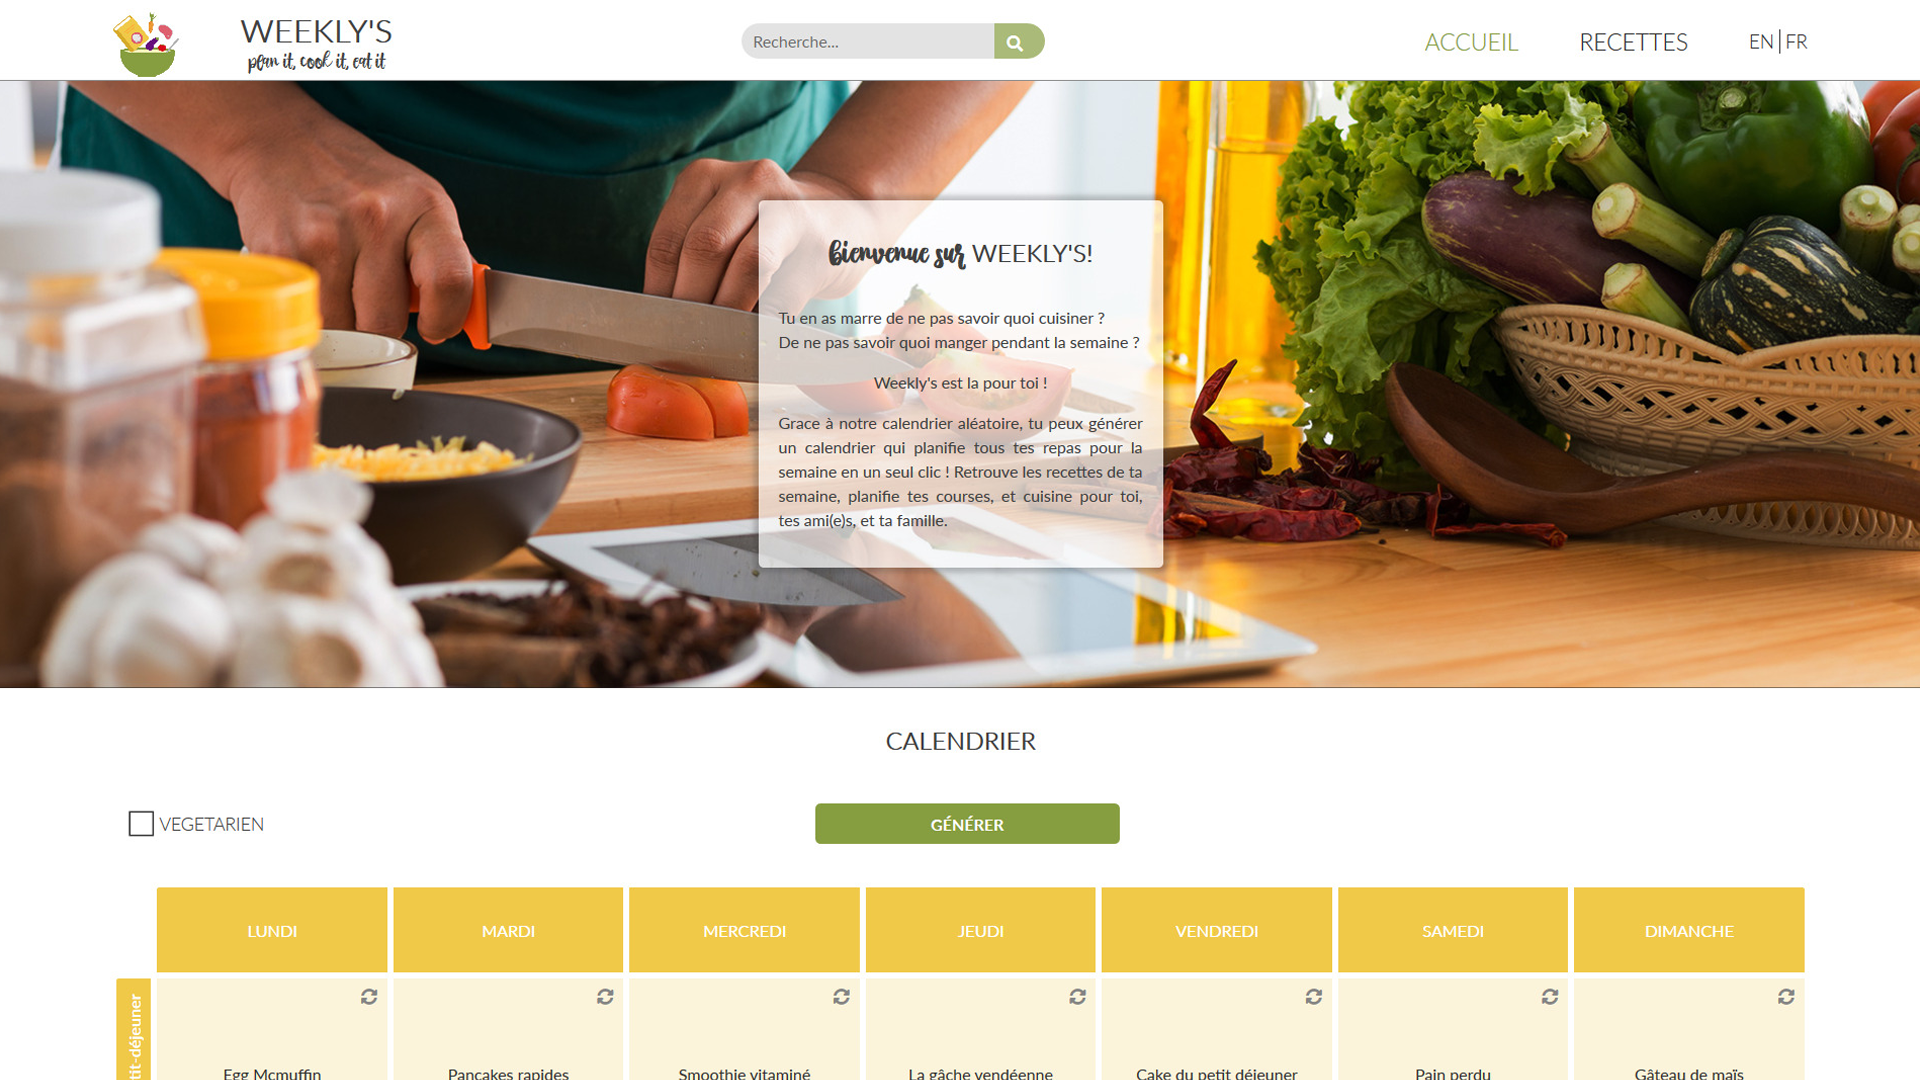 WEEKLY'S
plan it, cook it, eat it
Recherche...
ACCUEIL
RECETTES
EN|FR
bienvenue sur WEEKLY'S!
Tu en as marre de ne pas savoir quoi cuisiner ?
De ne pas savoir quoi manger pendant la semaine ?
Weekly's est la pour toi !
Grace à notre calendrier aléatoire, tu peux générer
un calendrier qui planifie tous tes repas pour la
semaine en un seul clic ! Retrouve les recettes de ta
semaine, planifie tes courses, et cuisine pour toi,
tes ami(e)s, et ta famille.
CALENDRIER
VEGETARIEN
GÉNÉRER
LUNDI
MARDI
MERCREDI
JEUDI
VENDREDI
SAMEDI
DIMANCHE
tit-déjeuner
Egg Mcmuffin
Pancakes rapides
Smoothie vitaminé
La gâche vendéenne
Cake du petit déjeuner
Pain perdu
Gâteau de maïs